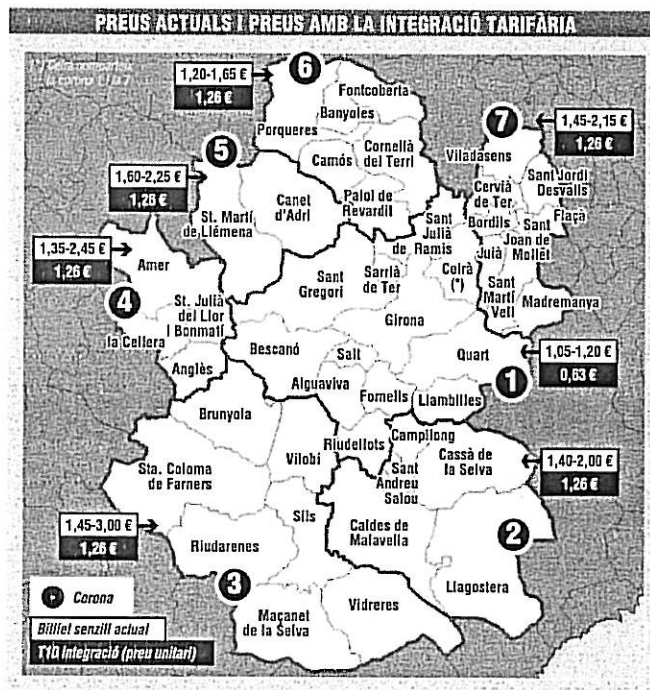 PREUS ACTUALS I PREUS AMB LA INTEGRACIÓ TARIFÀRIA
(*) Celrà comparteix
la corona 1 i la 7
1,20-1,65 €
1,26 €
6
Fontcoberta
Banyoles
Porqueres
Camós
Cornellà
del Terri
Palol de
Revardit
7
1,45-2,15 €
1,26 €
Viladasens
Sant Jordi
Desvalls
Cervià
de Ter
Flaçà
Bordils
Sant
Joan de
Mollet
Juià
Sant
Martí
Vell
Madremanya
5
1,60-2,25 €
1,26 €
Canet
d'Adri
St. Martí
de Llémena
1,35-2,45 €
1,26 €
Amer
4
St. Julià
del Llor
i Bonmatí
la Cellera
Anglès
Sant
Julià
de Ramis
Celrà
(*)
Sarrià
de Ter
Sant
Gregori
Girona
Bescanó
Salt
Quart
1,05-1,20 €
0,63 €
1
Aiguaviva
Fornells
Llambilles
Brunyola
Riudellots
Campllong
Vilobí
Cassà de
la Selva
Sant
Andreu
Salou
1,40-2,00 €
1,26 €
Sta. Coloma
de Farners
Sils
Caldes de
Malavella
2
1,45-3,00 €
1,26 €
Riudarenes
3
Llagostera
Maçanet
de la Selva
Vidreres
Corona
Bitllet senzill actual
T10 Integració (preu unitari)